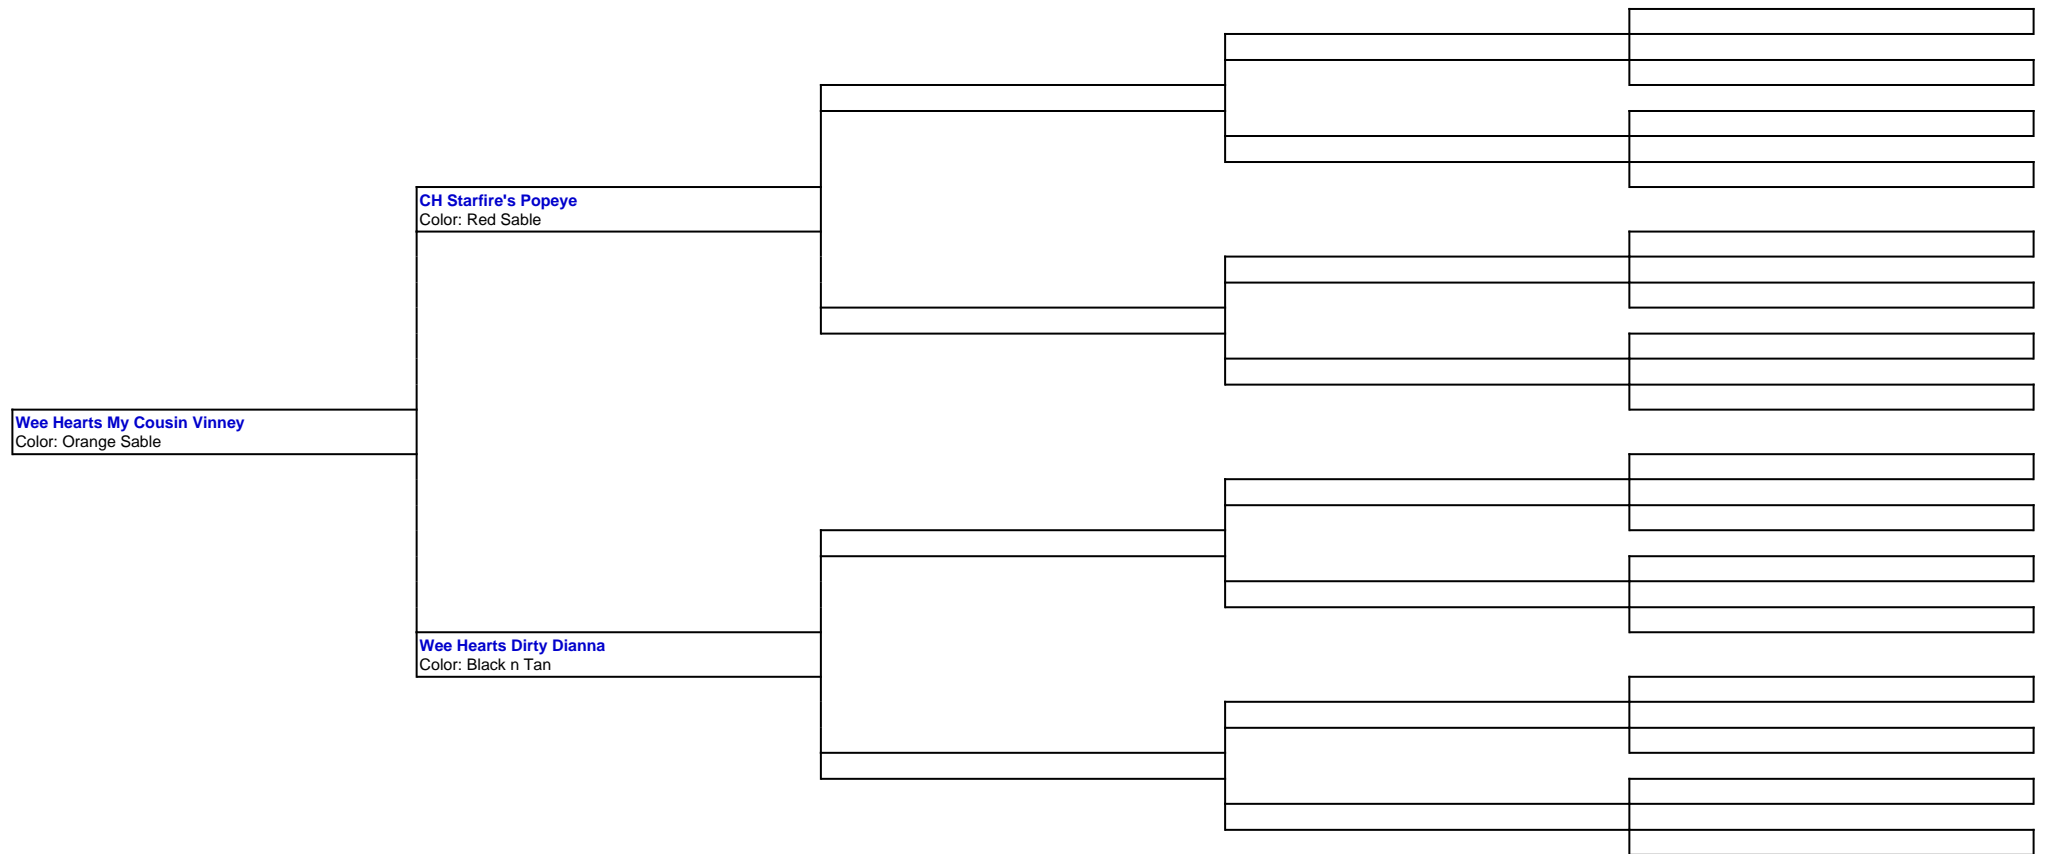 CH Starfire's Popeye
Color: Red Sable
Wee Hearts My Cousin Vinney
Color: Orange Sable
Wee Hearts Dirty Dianna
Color: Black n Tan